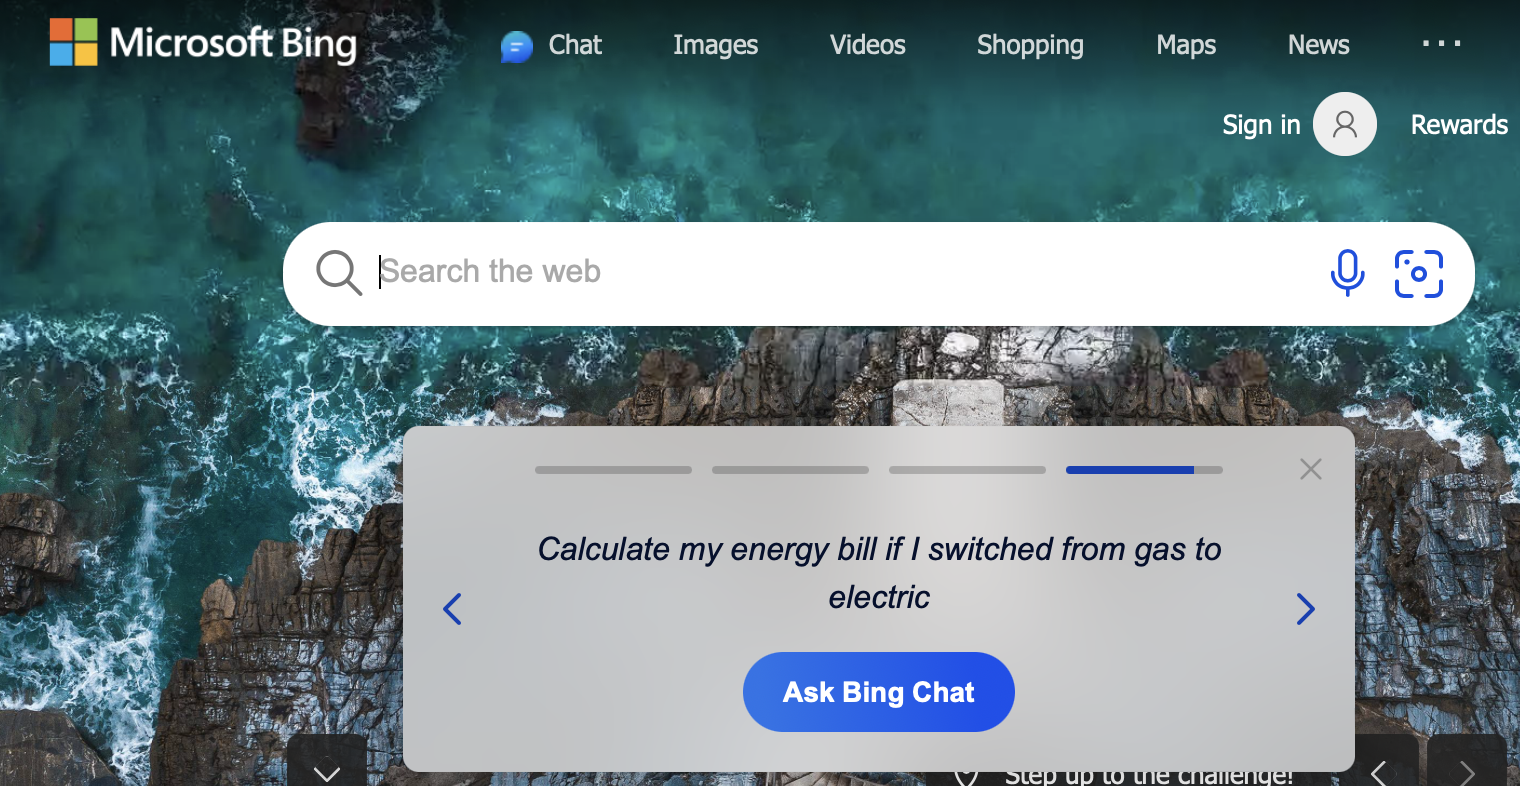 Microsoft Bing
Chat Images Videos Shopping Maps News ...
Sign in Rewards
Search the web
Calculate my energy bill if I switched from gas to
electric
Ask Bing Chat
Step up to the challenge!